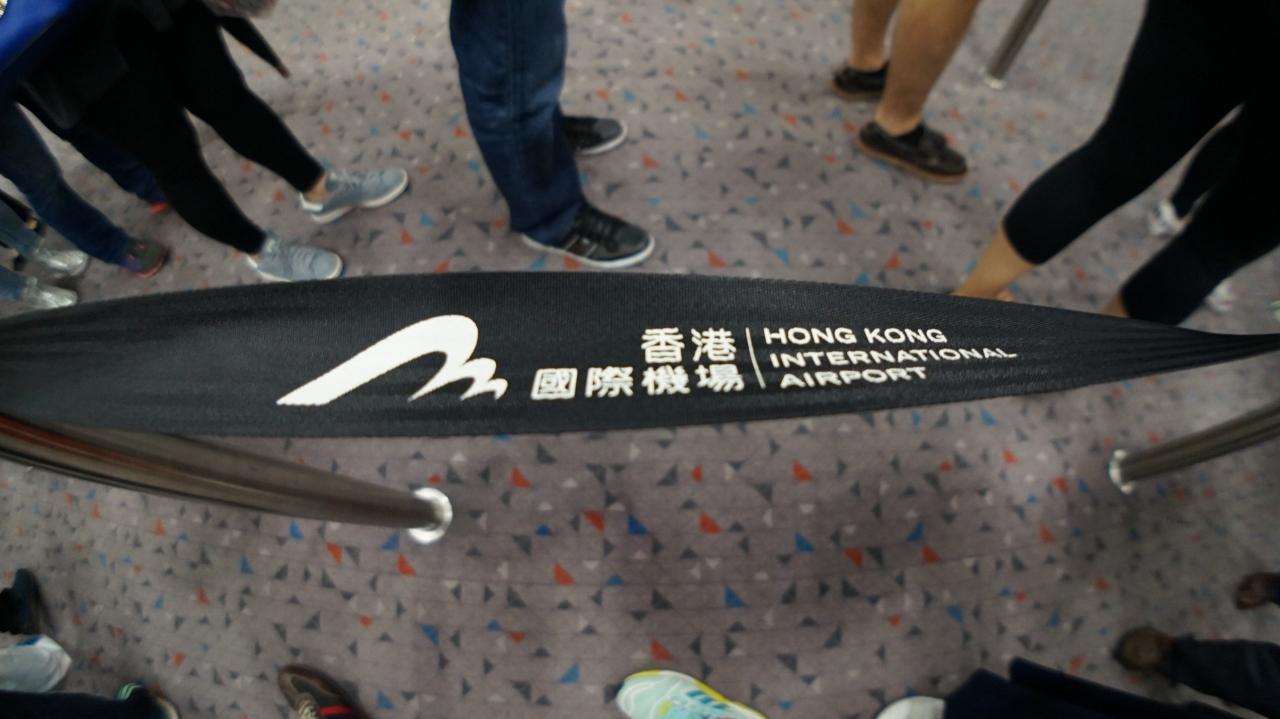 香港
國際機場
HONG KONG
INTERNATIONAL
AIRPORT